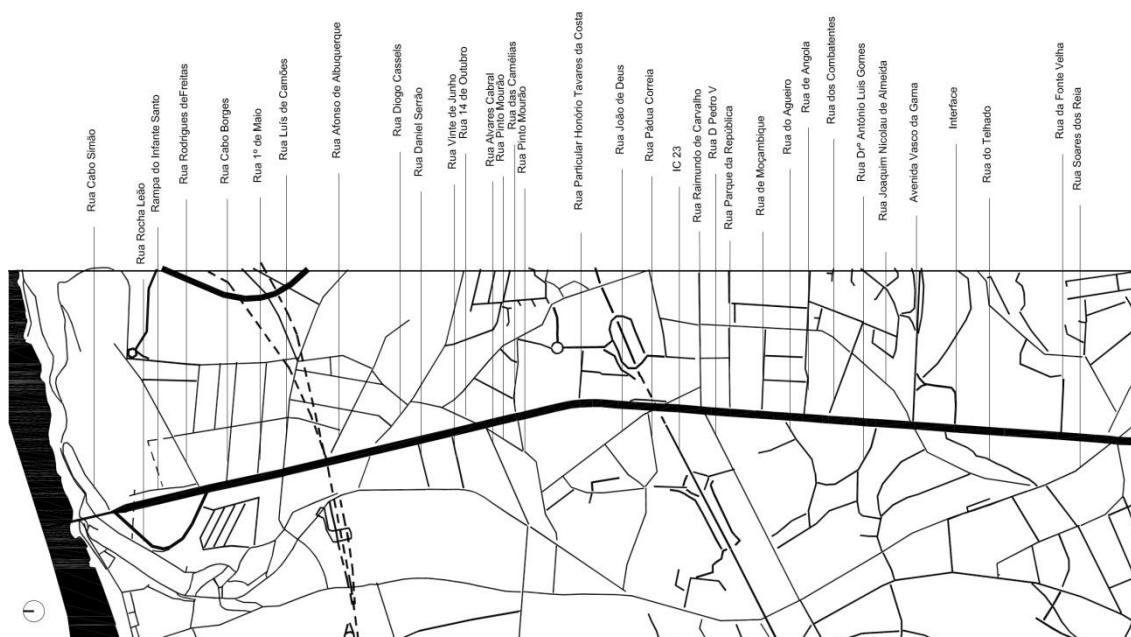 Rua Cabo Simão
Rua Rocha Leão
Rampa do Infante Santo
Rua Rodrigues deFreitas
Rua Cabo Borges
Rua 1º de Maio
Rua Luís de Camões
Rua Afonso de Albuquerque
Rua Diogo Cassels
Rua Daniel Serrão
Rua Vinte de Junho
Rua 14 de Outubro
Rua Alvares Cabral
Rua Pinto Mourão
Rua das Camélias
Rua Pinto Mourão
Rua Particular Honório Tavares da Costa
Rua João de Deus
Rua Pádua Correia
IC 23
Rua Raimundo de Carvalho
Rua D Pedro V
Rua Parque da República
Rua de Moçambique
Rua do Agueiro
Rua de Angola
Rua dos Combatentes
Rua Drº António Luis Gomes
Rua Joaquim Nicolau de Almeida
Avenida Vasco da Gama
Interface
Rua do Telhado
Rua da Fonte Velha
Rua Soares dos Reia
A